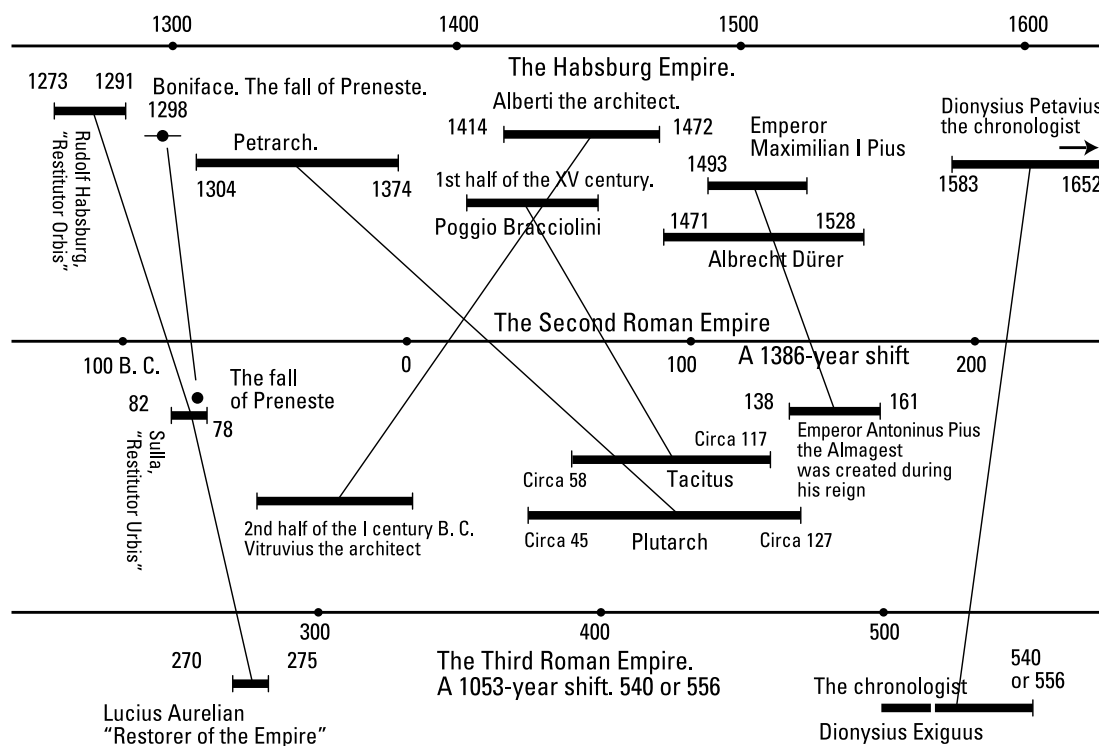 1300 1400 1500 1600
The Habsburg Empire.
1273 1291
Rudolf Habsburg,
"Restitutor Orbis"
Boniface. The fall of Preneste.
1298
Petrarch.
1304 1374
Alberti the architect.
1414 1472
1st half of the XV century.
Poggio Bracciolini
Emperor
Maximilian I Pius
1493
1471 1528
Albrecht Dürer
Dionysius Petavius
the chronologist
1583 1652
The Second Roman Empire
A 1386-year shift
100 B. C. 0 100 200
82
78
Sulla,
"Restitutor Urbis"
The fall
of Preneste
2nd half of the I century B. C.
Vitruvius the architect
Circa 117
Circa 58
Tacitus
Circa 45 Plutarch Circa 127
138 161
Emperor Antoninus Pius
the Almagest
was created during
his reign
300 400 500
The Third Roman Empire.
A 1053-year shift. 540 or 556
270 275
Lucius Aurelian
“Restorer of the Empire”
540
or 556
The chronologist
Dionysius Exiguus